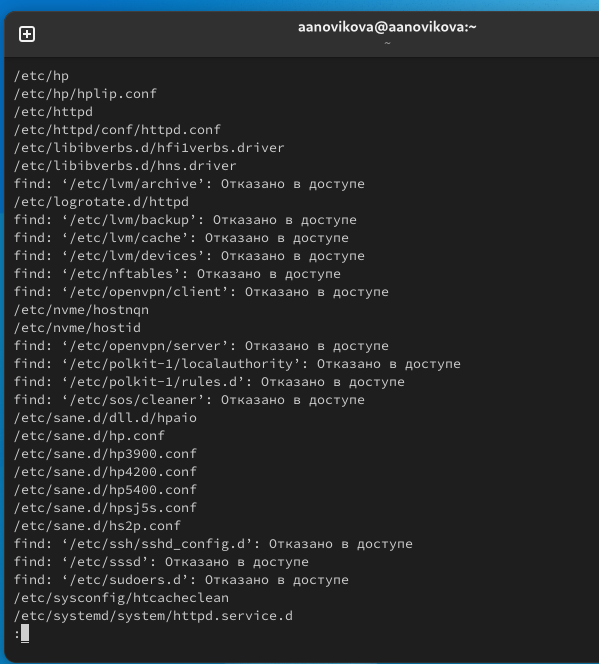 aanovikova@aanovikova:~
~
/etc/hp
/etc/hp/hplip.conf
/etc/httpd
/etc/httpd/conf/httpd.conf
/etc/libibverbs.d/hfi1verbs.driver
/etc/libibverbs.d/hns.driver
find: ‘/etc/lvm/archive’: Отказано в доступе
/etc/logrotate.d/httpd
find: ‘/etc/lvm/backup’: Отказано в доступе
find: ‘/etc/lvm/cache’: Отказано в доступе
find: ‘/etc/lvm/devices’: Отказано в доступе
find: ‘/etc/nftables’: Отказано в доступе
find: ‘/etc/openvpn/client’: Отказано в доступе
/etc/nvme/hostnqn
/etc/nvme/hostid
find: ‘/etc/openvpn/server’: Отказано в доступе
find: ‘/etc/polkit-1/localauthority’: Отказано в доступе
find: ‘/etc/polkit-1/rules.d’: Отказано в доступе
find: ‘/etc/sos/cleaner’: Отказано в доступе
/etc/sane.d/dll.d/hpaio
/etc/sane.d/hp.conf
/etc/sane.d/hp3900.conf
/etc/sane.d/hp4200.conf
/etc/sane.d/hp5400.conf
/etc/sane.d/hpsj5s.conf
/etc/sane.d/hs2p.conf
find: ‘/etc/ssh/sshd_config.d’: Отказано в доступе
find: ‘/etc/sssd’: Отказано в доступе
find: ‘/etc/sudoers.d’: Отказано в доступе
/etc/sysconfig/htcacheclean
/etc/systemd/system/httpd.service.d
: